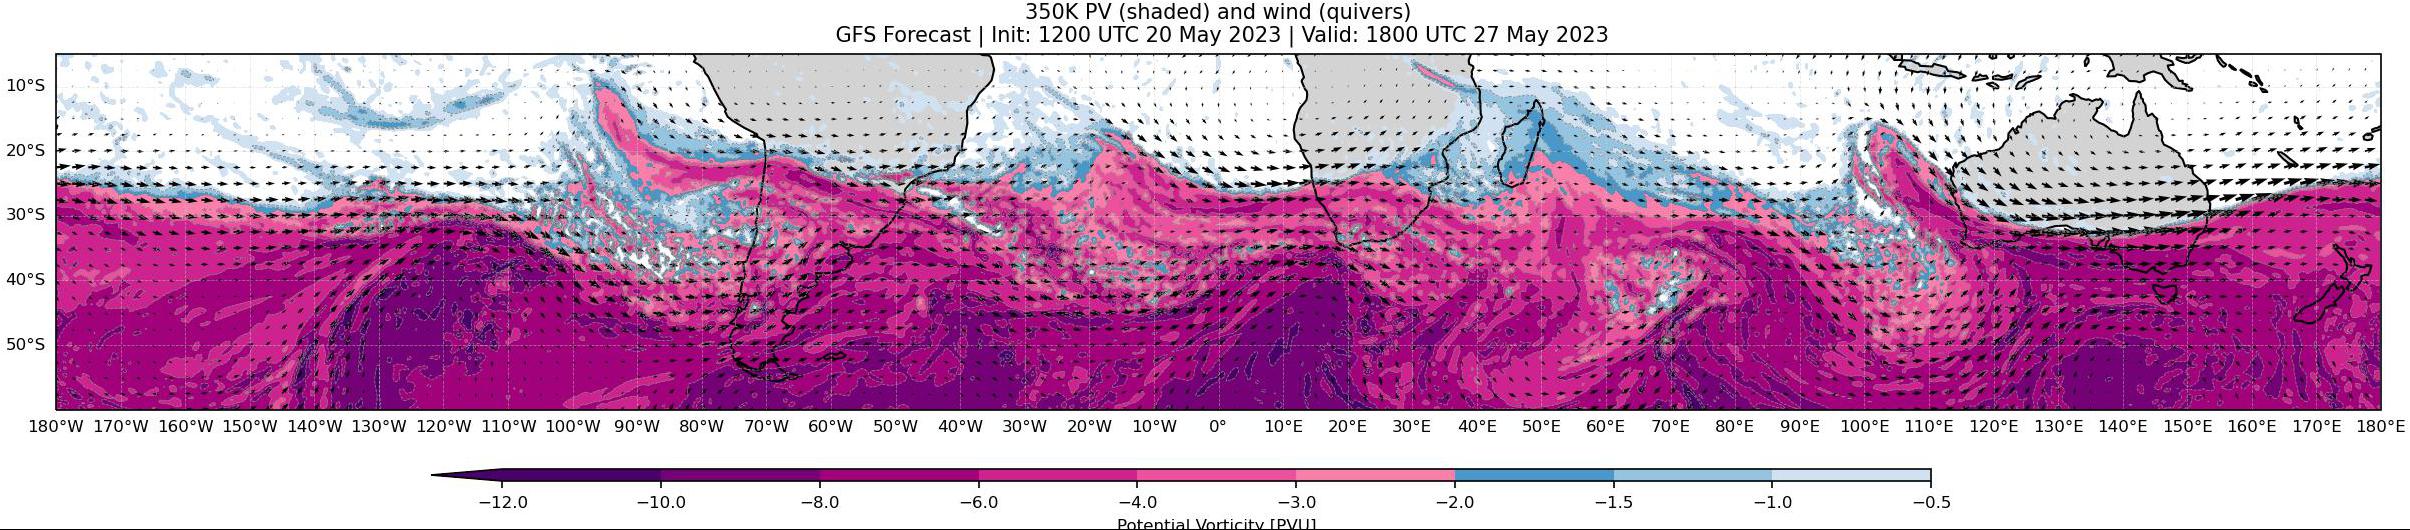 350K PV (shaded) and wind (quivers)
GFS Forecast | Init: 1200 UTC 20 May 2023 | Valid: 1800 UTC 27 May 2023
10°S
20°S
30°S
40°S
50°S
180°W 170°W 160°W 150°W 140°W 130°W 120°W 110°W 100°W 90°W 80°W 70°W 60°W 50°W 40°W 30°W 20°W 10°W 0° 10°E 20°E 30°E 40°E 50°E 60°E 70°E 80°E 90°E 100°E 110°E 120°E 130°E 140°E 150°E 160°E 170°E 180°E
−12.0 −10.0 −8.0 −6.0 −4.0 −3.0 −2.0 −1.5 −1.0 −0.5
Potential Vorticity [PVU]